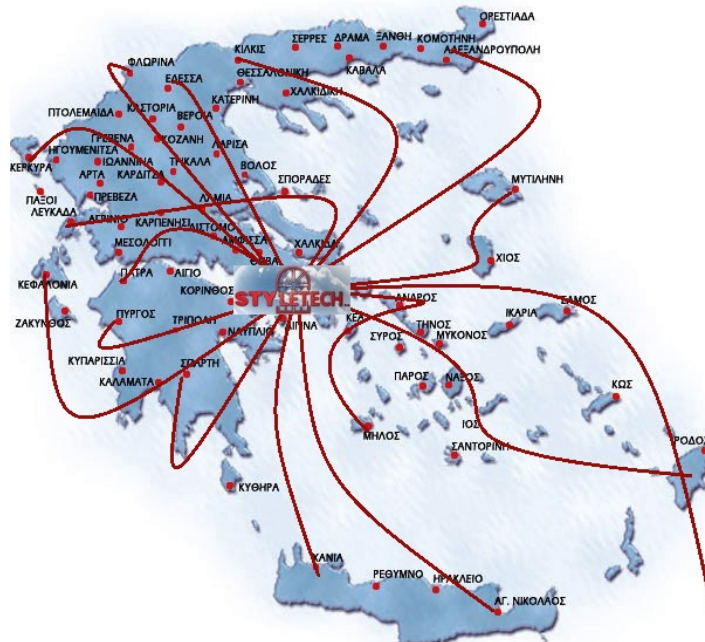 ΟΡΕΣΤΙΑΔΑ
ΞΑΝΘΗ
ΔΡΑΜΑ
ΣΕΡΡΕΣ
ΚΟΜΟΤΗΝΗ
ΑΛΕΞΑΝΔΡΟΥΠΟΛΗ
ΚΙΛΚΙΣ
ΚΑΒΑΛΑ
ΦΛΩΡΙΝΑ
ΕΔΕΣΣΑ
ΘΕΣΣΑΛΟΝΙΚΗ
ΧΑΛΚΙΔΙΚΗ
ΚΑΤΕΡΙΝΗ
ΠΤΟΛΕΜΑΙΔΑ
ΚΑΣΤΟΡΙΑ
ΒΕΡΟΙΑ
ΓΡΕΒΕΝΑ
ΚΟΖΑΝΗ
ΗΓΟΥΜΕΝΙΤΣΑ
ΛΑΡΙΣΑ
ΚΕΡΚΥΡΑ
ΙΩΑΝΝΙΝΑ
ΤΡΙΚΑΛΑ
ΒΟΛΟΣ
ΑΡΤΑ
ΚΑΡΔΙΤΣΑ
ΣΠΟΡΑΔΕΣ
ΜΥΤΙΛΗΝΗ
ΠΑΞΟΙ
ΠΡΕΒΕΖΑ
ΛΑΜΙΑ
ΛΕΥΚΑΔΑ
ΑΓΡΙΝΙΟ
ΚΑΡΠΕΝΗΣΙ
ΔΙΣΤΟΜΟ
ΜΕΣΟΛΟΓΓΙ
ΑΜΦΙΣΣΑ
ΧΑΛΚΙΔΑ
ΘΗΒΑ
ΧΙΟΣ
ΚΕΦΑΛΟΝΙΑ
ΠΑΤΡΑ
ΑΙΓΙΟ
ΚΟΡΙΝΘΟΣ
STYLETECH
ΑΝΔΡΟΣ
ΣΑΜΟΣ
ΖΑΚΥΝΘΟΣ
ΠΥΡΓΟΣ
ΤΡΙΠΟΛΗ
ΝΑΥΠΛΙΟ
ΑΙΓΙΝΑ
ΚΕΑ
ΤΗΝΟΣ
ΙΚΑΡΙΑ
ΣΥΡΟΣ
ΜΥΚΟΝΟΣ
ΚΥΠΑΡΙΣΣΙΑ
ΣΠΑΡΤΗ
ΚΑΛΑΜΑΤΑ
ΠΑΡΟΣ
ΝΑΞΟΣ
ΚΩΣ
ΙΟΣ
ΜΗΛΟΣ
ΣΑΝΤΟΡΙΝΗ
ΡΟΔΟΣ
ΚΥΘΗΡΑ
ΧΑΝΙΑ
ΡΕΘΥΜΝΟ
ΗΡΑΚΛΕΙΟ
ΑΓ. ΝΙΚΟΛΑΟΣ